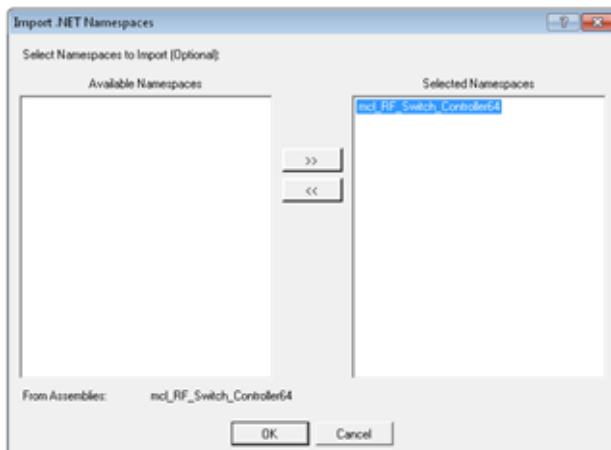 Import .NET Namespaces
Select Namespaces to Import (Optional):
Available Namespaces
Selected Namespaces
mcl_RF_Switch_Controller64
>>
<<
From Assemblies: mcl_RF_Switch_Controller64
OK Cancel